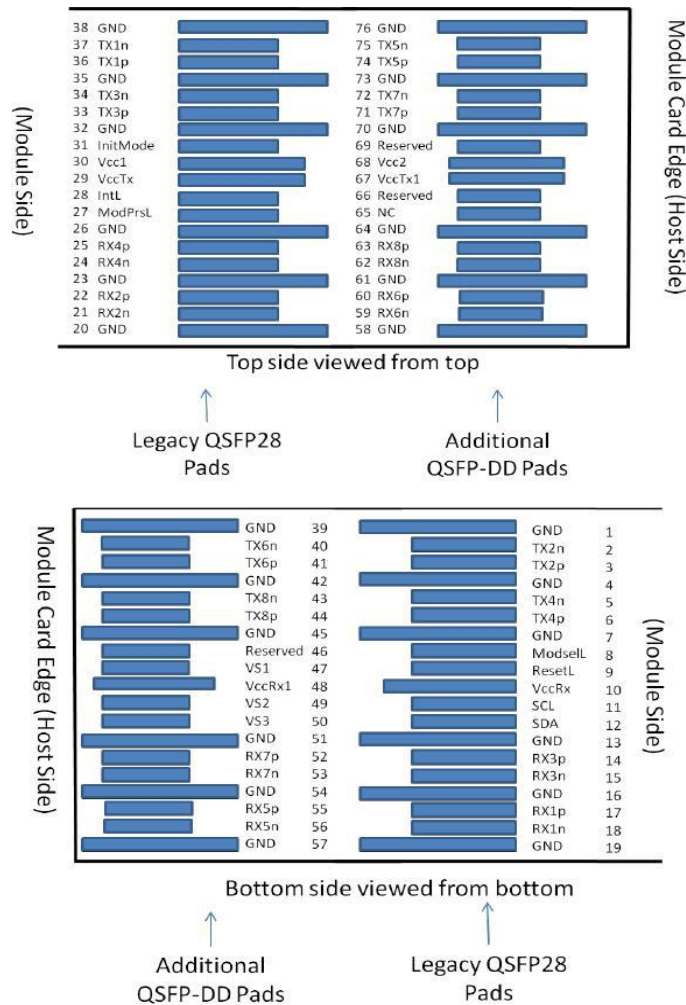 (Module Side)
38 GND
37 TX1n
36 TX1p
35 GND
34 TX3n
33 TX3p
32 GND
31 InitMode
30 Vcc1
29 VccTx
28 IntL
27 ModPrsL
26 GND
25 RX4p
24 RX4n
23 GND
22 RX2p
21 RX2n
20 GND
76 GND
75 TX5n
74 TX5p
73 GND
72 TX7n
71 TX7p
70 GND
69 Reserved
68 Vcc2
67 VccTx1
66 Reserved
65 NC
64 GND
63 RX8p
62 RX8n
61 GND
60 RX6p
59 RX6n
58 GND
Module Card Edge (Host Side)
Top side viewed from top
Legacy QSFP28
Pads
Additional
QSFP-DD Pads
Module Card Edge (Host Side)
GND 39
TX6n 40
TX6p 41
GND 42
TX8n 43
TX8p 44
GND 45
Reserved 46
VS1 47
VccRx1 48
VS2 49
VS3 50
GND 51
RX7p 52
RX7n 53
GND 54
RX5p 55
RX5n 56
GND 57
GND 1
TX2n 2
TX2p 3
GND 4
TX4n 5
TX4p 6
GND 7
ModselL 8
ResetL 9
VccRx 10
SCL 11
SDA 12
GND 13
RX3p 14
RX3n 15
GND 16
RX1p 17
RX1n 18
GND 19
(Module Side)
Bottom side viewed from bottom
Additional
QSFP-DD Pads
Legacy QSFP28
Pads